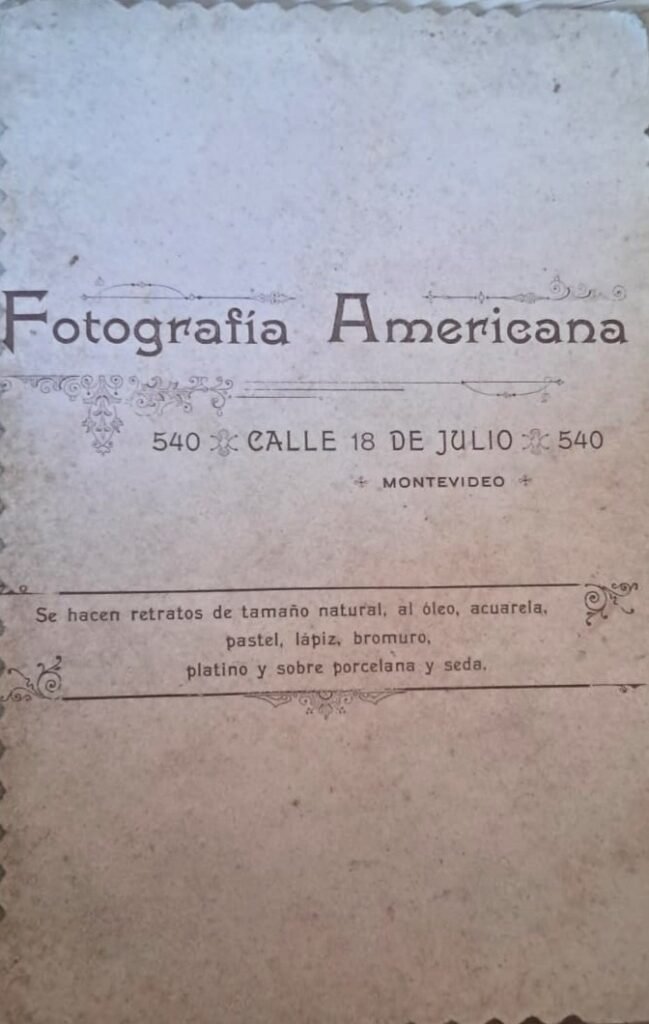 Fotografía Americana
540 CALLE 18 DE JULIO 540
MONTEVIDEO
Se hacen retratos de tamaño natural, al óleo, acuarela,
pastel, lápiz, bromuro,
platino y sobre porcelana y seda.